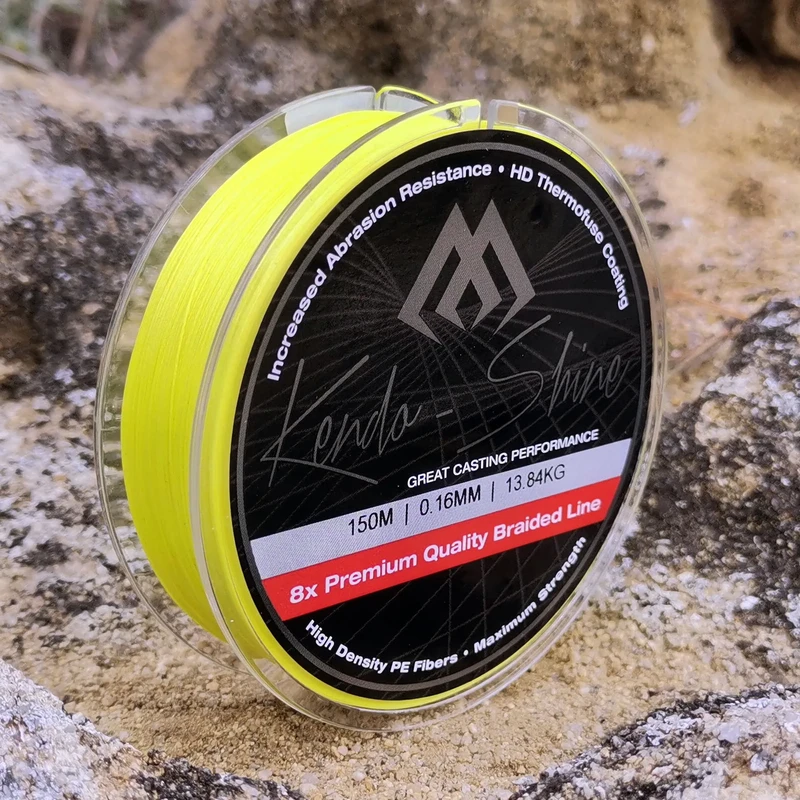 Increased Abrasion Resistance • HD Thermofuse Coating
Kendo-Shine
GREAT CASTING PERFORMANCE
150M | 0.16MM | 13.84KG
8x Premium Quality Braided Line
High Density PE Fibers • Maximum Strength